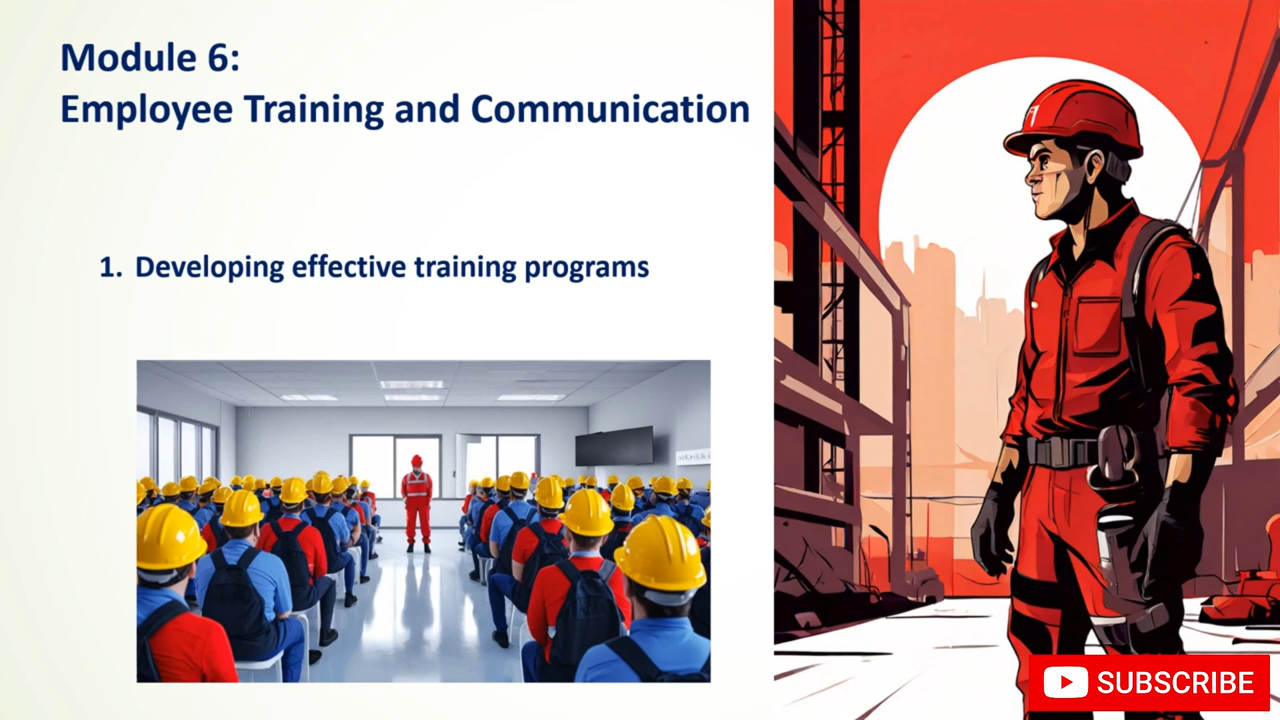 Module 6:
Employee Training and Communication
1. Developing effective training programs
SUBSCRIBE